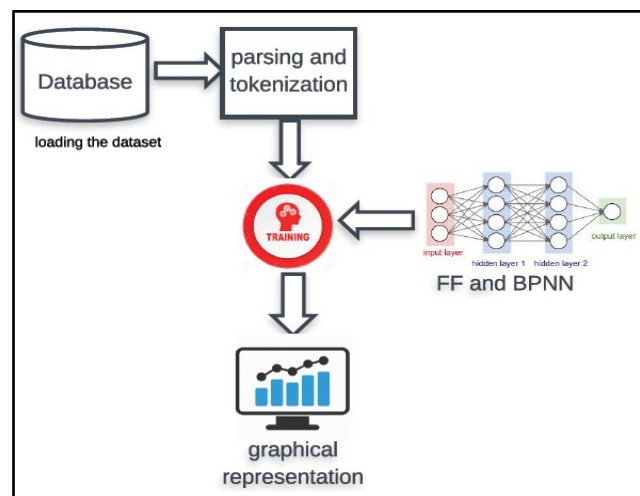 Database
parsing and
tokenization
loading the dataset
TRAINING
input layer
hidden layer 1
hidden layer 2
output layer
FF and BPNN
graphical
representation